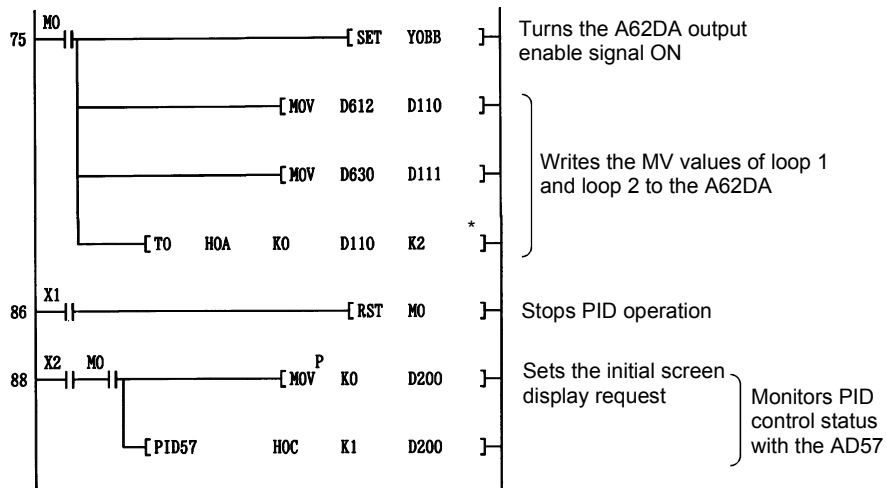 M0
75 [ SET Y0BB ] Turns the A62DA output
enable signal ON
[ MOV D612 D110 ]
[ MOV D630 D111 ] Writes the MV values of loop 1
and loop 2 to the A62DA
[ TO H0A K0 D110 K2 ] *
X1
86 [ RST M0 ] Stops PID operation
X2 M0
88 [ MOV P K0 D200 ] Sets the initial screen
display request
Monitors PID
control status
with the AD57
[ PID57 H0C K1 D200 ]